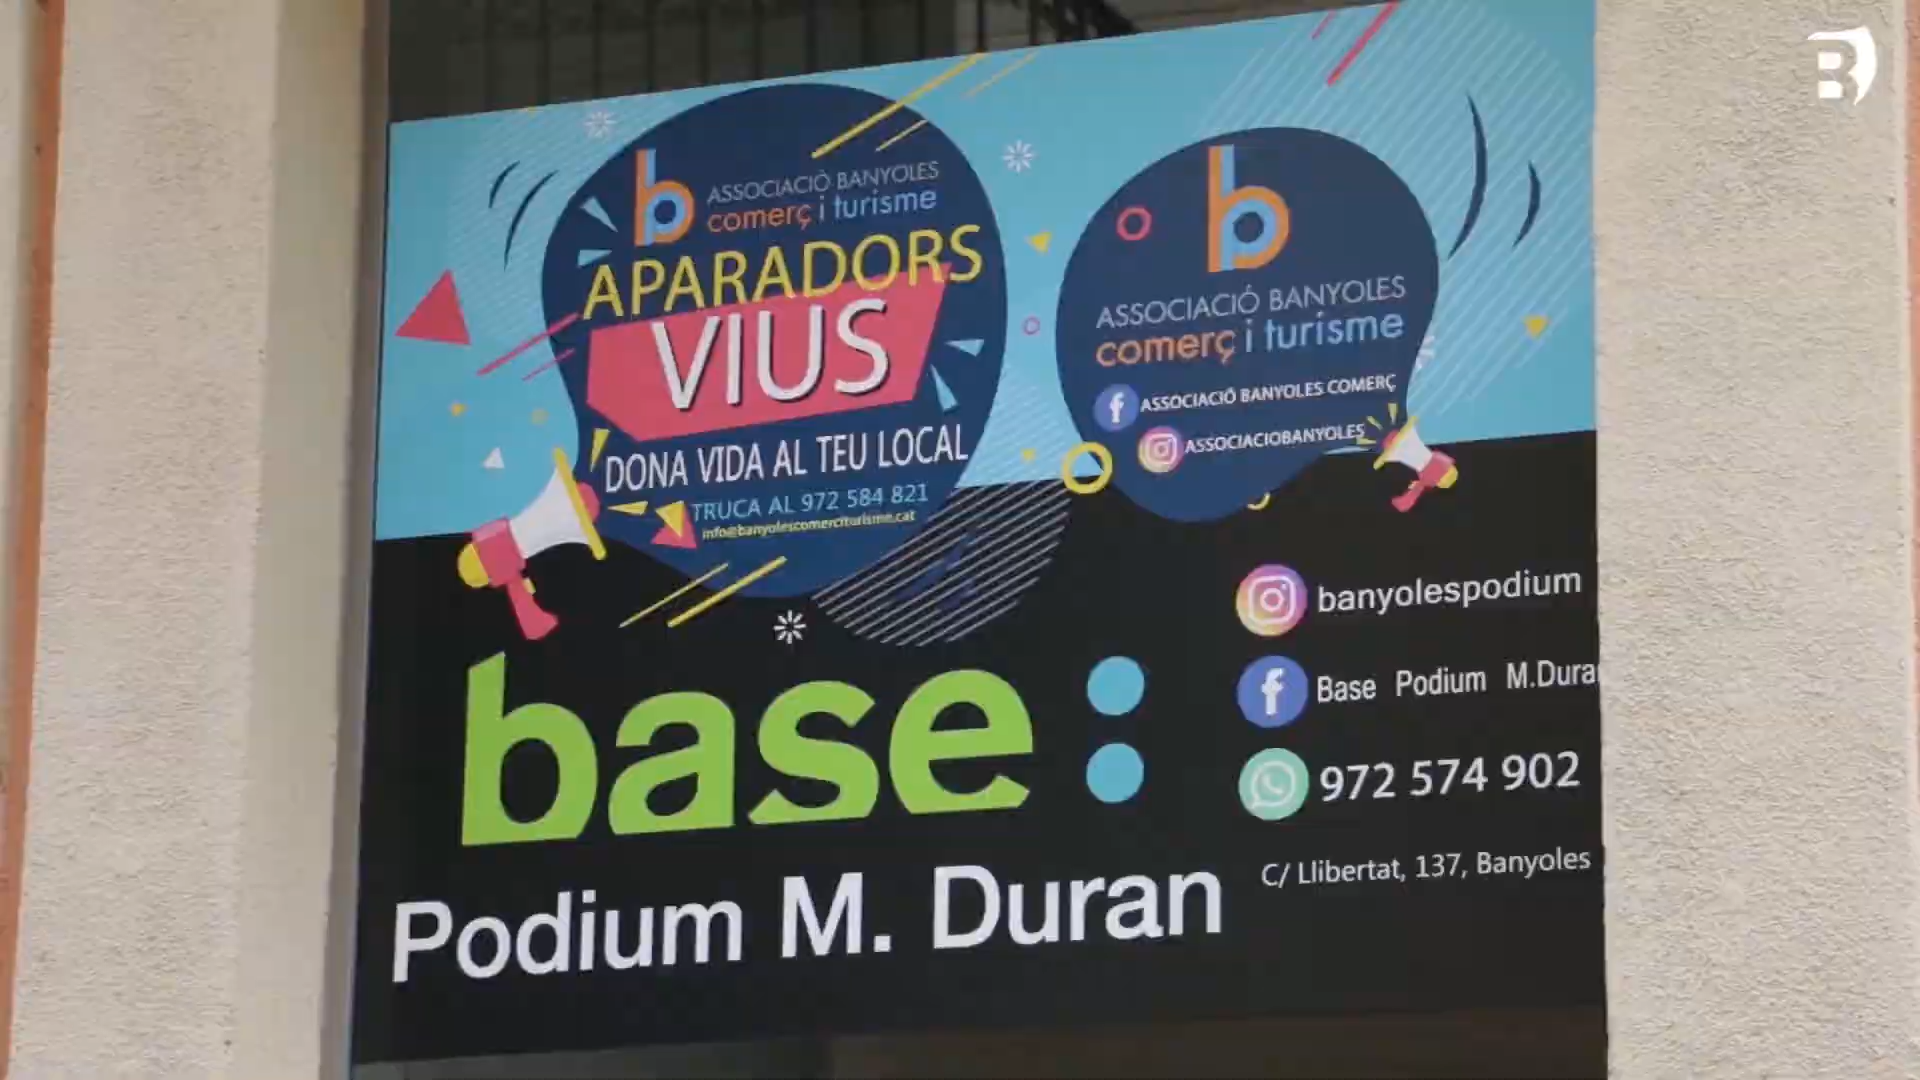 b ASSOCIACIÓ BANYOLES
comerç i turisme
APARADORS
VIUS
DONA VIDA AL TEU LOCAL
TRUCA AL 972 584 821
info@banyolescomerciturisme.cat
b
ASSOCIACIÓ BANYOLES
comerç i turisme
ASSOCIACIÓ BANYOLES COMERÇ
ASSOCIACIOBANYOLES
base:
Podium M. Duran
banyolespodium
Base Podium M.Duran
972 574 902
C/ Llibertat, 137, Banyoles
B